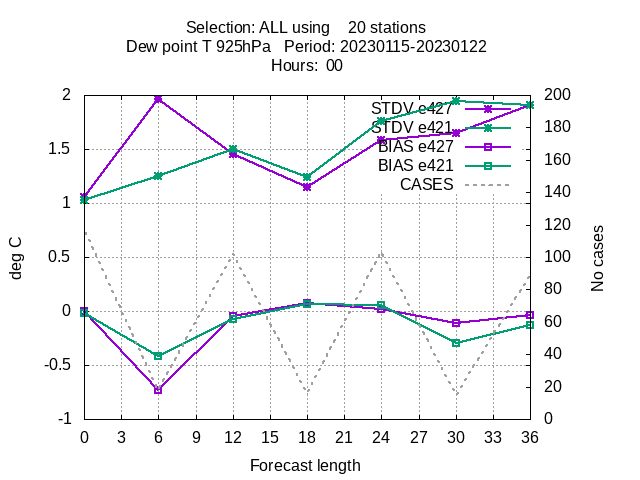 Selection: ALL using 20 stations
Dew point T 925hPa Period: 20230115-20230122
Hours: 00
2
1.5
1
0.5
0
-0.5
-1
deg C
200
180
160
140
120
100
80
60
40
20
0
No cases
STDV e427
STDV e421
BIAS e427
BIAS e421
CASES
0 3 6 9 12 15 18 21 24 27 30 33 36
Forecast length